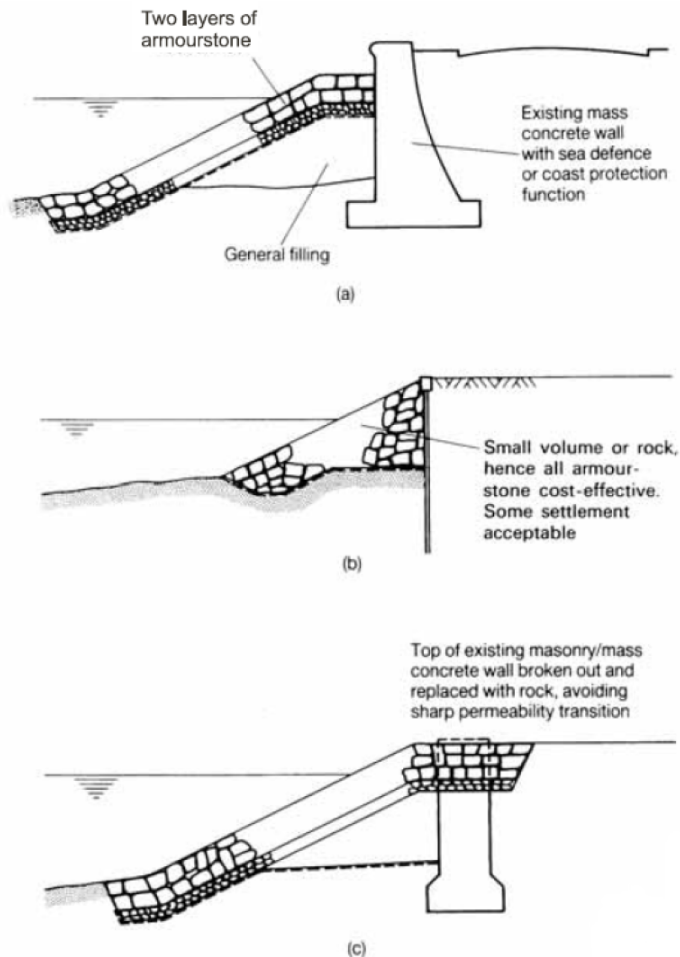 Two layers of
armourstone
Existing mass
concrete wall
with sea defence
or coast protection
function
General filling
(a)
Small volume or rock,
hence all armour-
stone cost-effective.
Some settlement
acceptable
(b)
Top of existing masonry/mass
concrete wall broken out and
replaced with rock, avoiding
sharp permeability transition
(c)